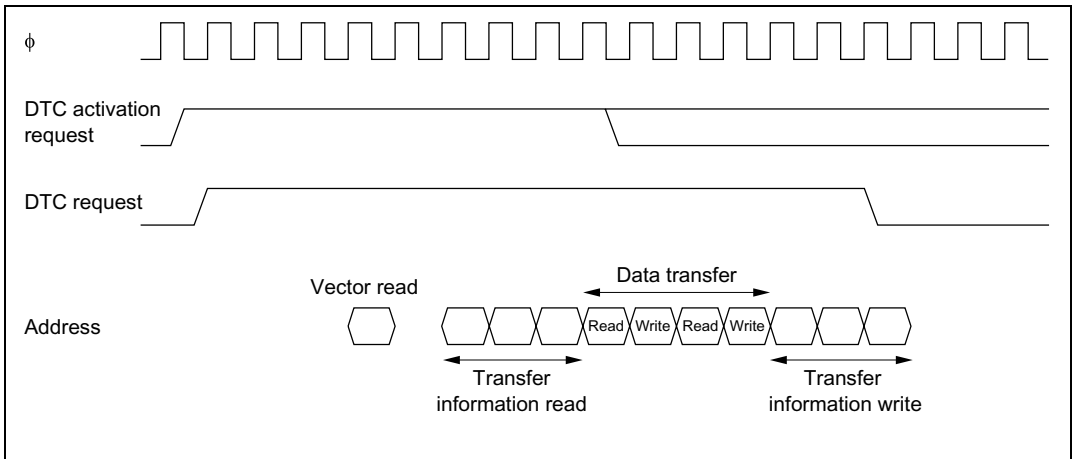 ϕ
DTC activation
request
DTC request
Vector read
Data transfer
Address
Read Write Read Write
Transfer
information read
Transfer
information write